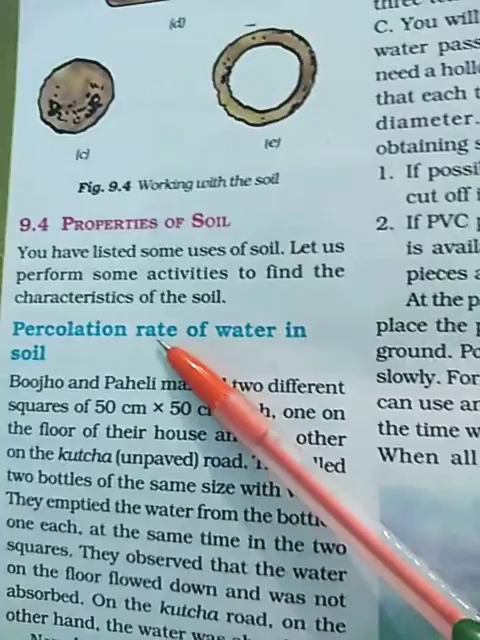 (d)
(c)
(e)
Fig. 9.4 Working with the soil
9.4 PROPERTIES OF SOIL
You have listed some uses of soil. Let us
perform some activities to find the
characteristics of the soil.
Percolation rate of water in
soil
Boojho and Paheli two different
squares of 50 cm × 50 one on
the floor of their house other
on the kutcha (unpaved) road.
two bottles of the same size with
They emptied the water from the
one each, at the same time in the two
squares. They observed that the water
on the floor flowed down and was not
absorbed. On the kutcha road, on the
other hand, the water was
C. You will
water pass
need a
that each
diameter.
obtaining
1. If
cut off
2. If PVC
is
pieces
At the
place the
ground.
slowly. For
can use
the time
When all